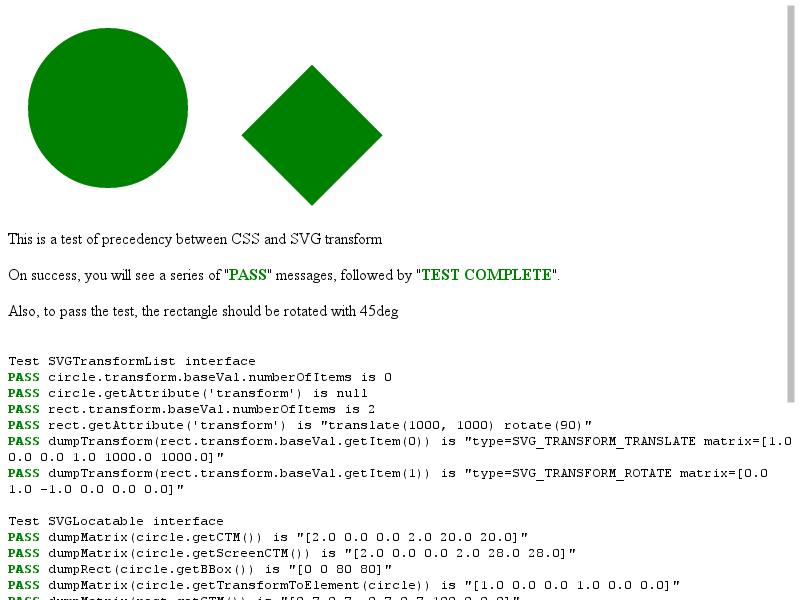 This is a test of precedency between CSS and SVG transform
On success, you will see a series of "PASS" messages, followed by "TEST COMPLETE".
Also, to pass the test, the rectangle should be rotated with 45deg
Test SVGTransformList interface
PASS circle.transform.baseVal.numberOfItems is 0
PASS circle.getAttribute('transform') is null
PASS rect.transform.baseVal.numberOfItems is 2
PASS rect.getAttribute('transform') is "translate(1000, 1000) rotate(90)"
PASS dumpTransform(rect.transform.baseVal.getItem(0)) is "type=SVG_TRANSFORM_TRANSLATE matrix=[1.0
0.0 0.0 1.0 1000.0 1000.0]"
PASS dumpTransform(rect.transform.baseVal.getItem(1)) is "type=SVG_TRANSFORM_ROTATE matrix=[0.0
1.0 -1.0 0.0 0.0 0.0]"
Test SVGLocatable interface
PASS dumpMatrix(circle.getCTM()) is "[2.0 0.0 0.0 2.0 20.0 20.0]"
PASS dumpMatrix(circle.getScreenCTM()) is "[2.0 0.0 0.0 2.0 28.0 28.0]"
PASS dumpRect(circle.getBBox()) is "[0 0 80 80]"
PASS dumpMatrix(circle.getTransformToElement(circle)) is "[1.0 0.0 0.0 1.0 0.0 0.0]"